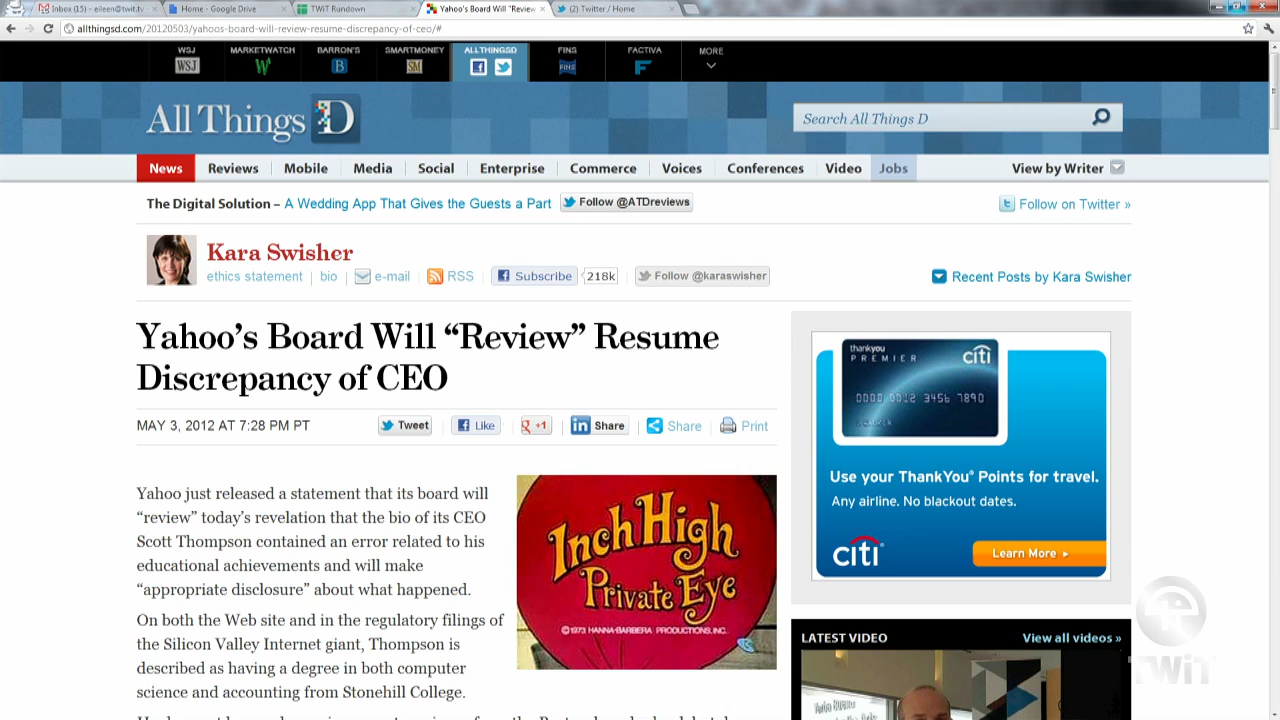 Inbox (15) - eileen@twit.tv
Home - Google Drive
TWiT Rundown
Yahoo's Board Will "Review
(2) Twitter / Home
allthingsd.com/20120503/yahoos-board-will-review-resume-discrepancy-of-ceo/#
WSJ MARKETWATCH BARRON'S SMARTMONEY ALLTHINGSD FINS FACTIVA MORE
WSJ W B SM FINS F
All Things D
Search All Things D
News Reviews Mobile Media Social Enterprise Commerce Voices Conferences Video Jobs View by Writer
The Digital Solution – A Wedding App That Gives the Guests a Part Follow @ATDreviews Follow on Twitter »
Kara Swisher
ethics statement | bio | e-mail RSS Subscribe 218k Follow @karaswisher Recent Posts by Kara Swisher
Yahoo's Board Will “Review” Resume
Discrepancy of CEO
MAY 3, 2012 AT 7:28 PM PT Tweet Like +1 Share Share Print
Yahoo just released a statement that its board will
“review” today's revelation that the bio of its CEO
Scott Thompson contained an error related to his
educational achievements and will make
“appropriate disclosure” about what happened.
On both the Web site and in the regulatory filings of
the Silicon Valley Internet giant, Thompson is
described as having a degree in both computer
science and accounting from Stonehill College.
Inch High
Private Eye
©1973 HANNA-BARBERA PRODUCTIONS, INC.
thankyou
PREMIER
citi
0000 0012 3456 7890
Use your ThankYou® Points for travel.
Any airline. No blackout dates.
citi Learn More ▸
LATEST VIDEO View all videos »
TWiT